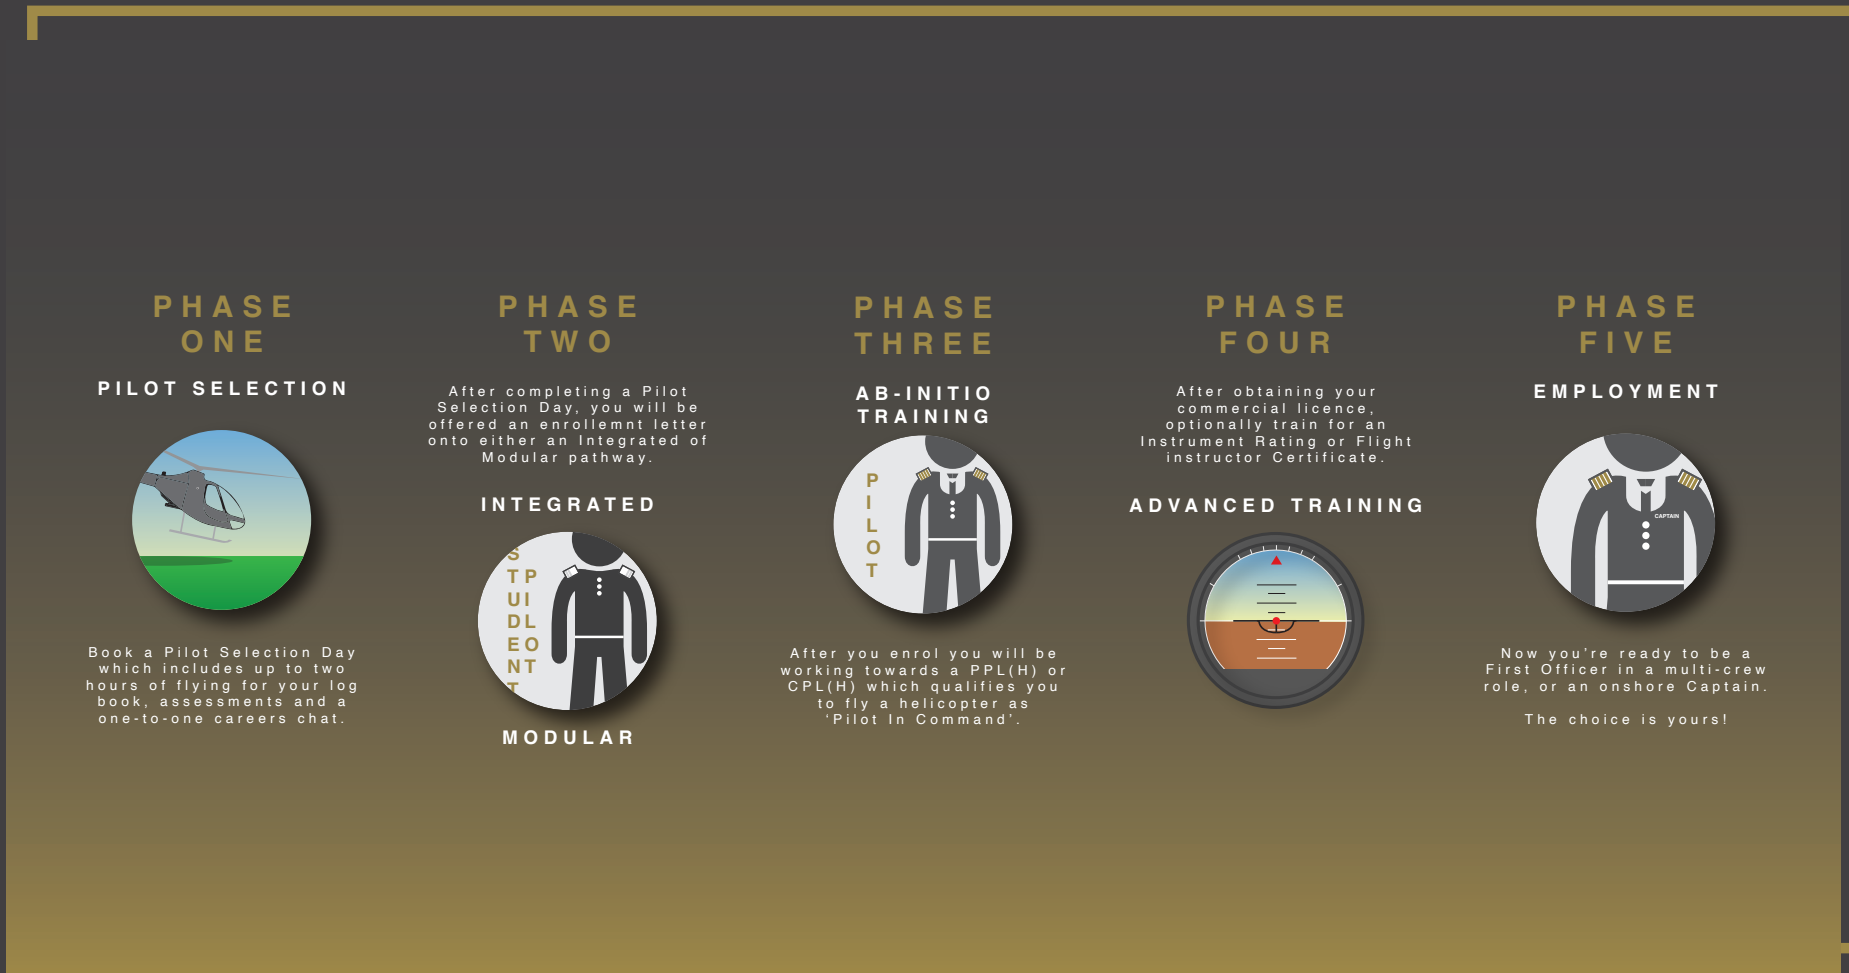 PHASE
ONE
PILOT SELECTION
Book a Pilot Selection Day
which includes up to two
hours of flying for your log
book, assessments and a
one-to-one careers chat.
PHASE
TWO
After completing a Pilot
Selection Day, you will be
offered an enrollemnt letter
onto either an Integrated of
Modular pathway.
INTEGRATED
STUDENT
PILOT
MODULAR
PHASE
THREE
AB-INITIO
TRAINING
PILOT
After you enrol you will be
working towards a PPL(H) or
CPL(H) which qualifies you
to fly a helicopter as
‘Pilot In Command’.
PHASE
FOUR
After obtaining your
commercial licence,
optionally train for an
Instrument Rating or Flight
instructor Certificate.
ADVANCED TRAINING
PHASE
FIVE
EMPLOYMENT
CAPTAIN
Now you’re ready to be a
First Officer in a multi-crew
role, or an onshore Captain.
The choice is yours!